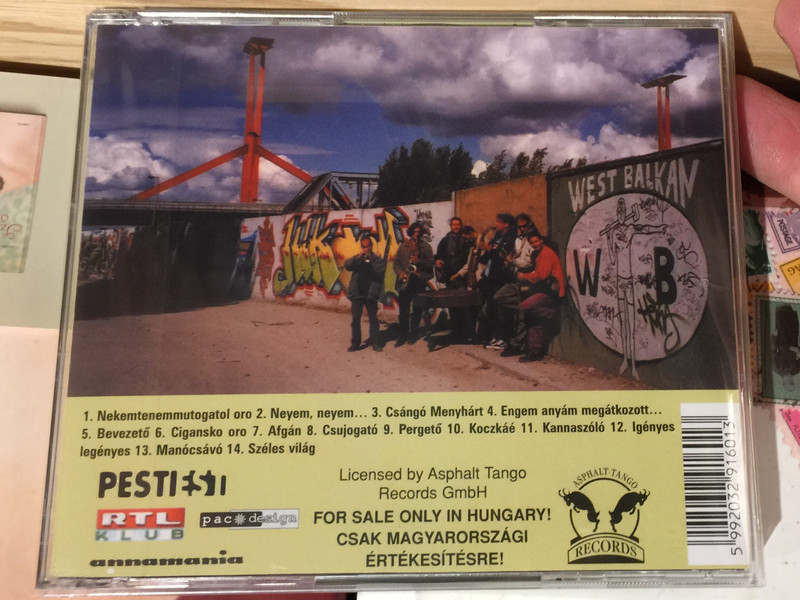 WEST BALKAN
W B
1. Nekemtenemmutogatol oro 2. Neyem, neyem... 3. Csángó Menyhárt 4. Engem anyám megátkozott...
5. Bevezető 6. Cigansko oro 7. Afgán 8. Csujogató 9. Pergető 10. Koczkáé 11. Kannaszóló 12. Igényes
legényes 13. Manócsávó 14. Széles világ
PESTI
Licensed by Asphalt Tango
Records GmbH
RTL
KLUB
pac design
annamania
FOR SALE ONLY IN HUNGARY!
CSAK MAGYARORSZÁGI
ÉRTÉKESÍTÉSRE!
ASPHALT-TANGO
RECORDS
5 992032 916013